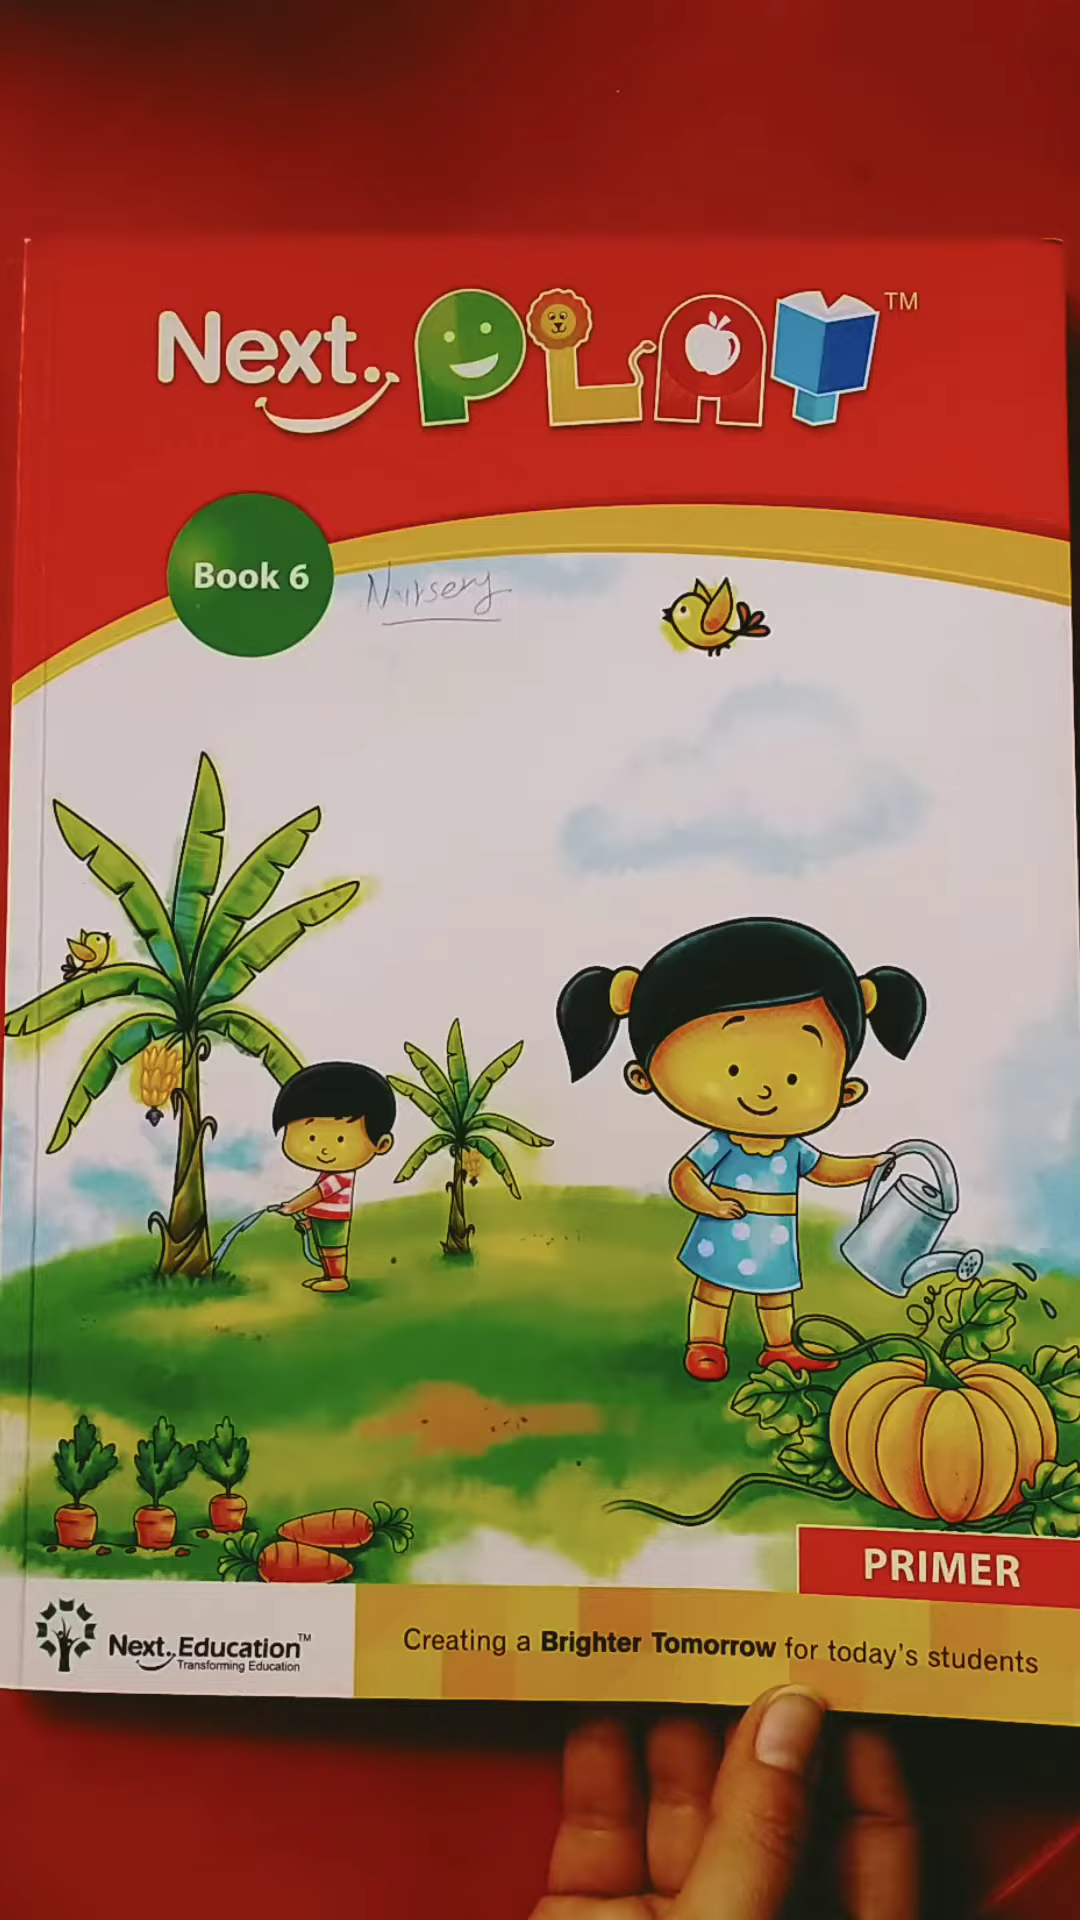 Next. PLAY™
Book 6
Nursery
PRIMER
Next Education™
Transforming Education
Creating a Brighter Tomorrow for today's students